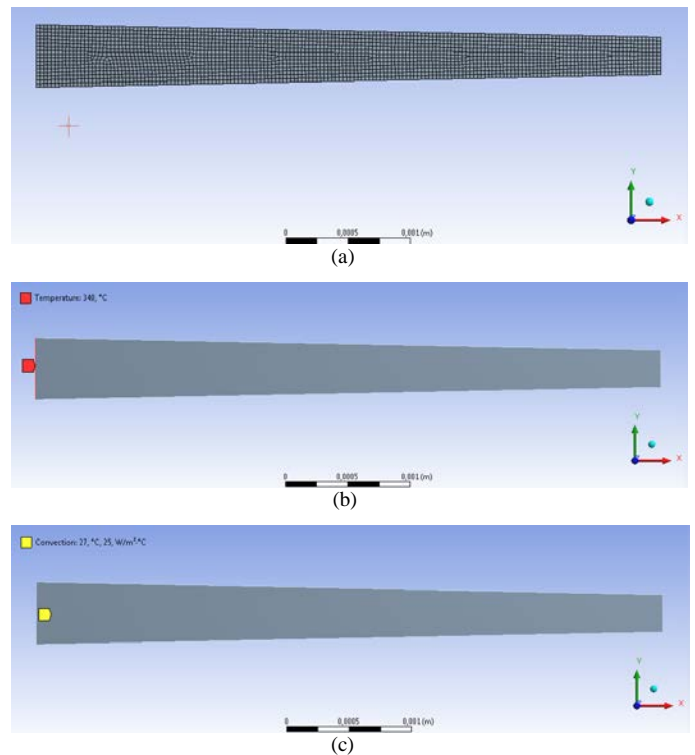 Y
X
0 0,0005 0,001 (m)
(a)
Temperature: 340, °C
Y
X
0 0,0005 0,001 (m)
(b)
Convection: 27, °C, 25, W/m²·°C
Y
X
0 0,0005 0,001 (m)
(c)